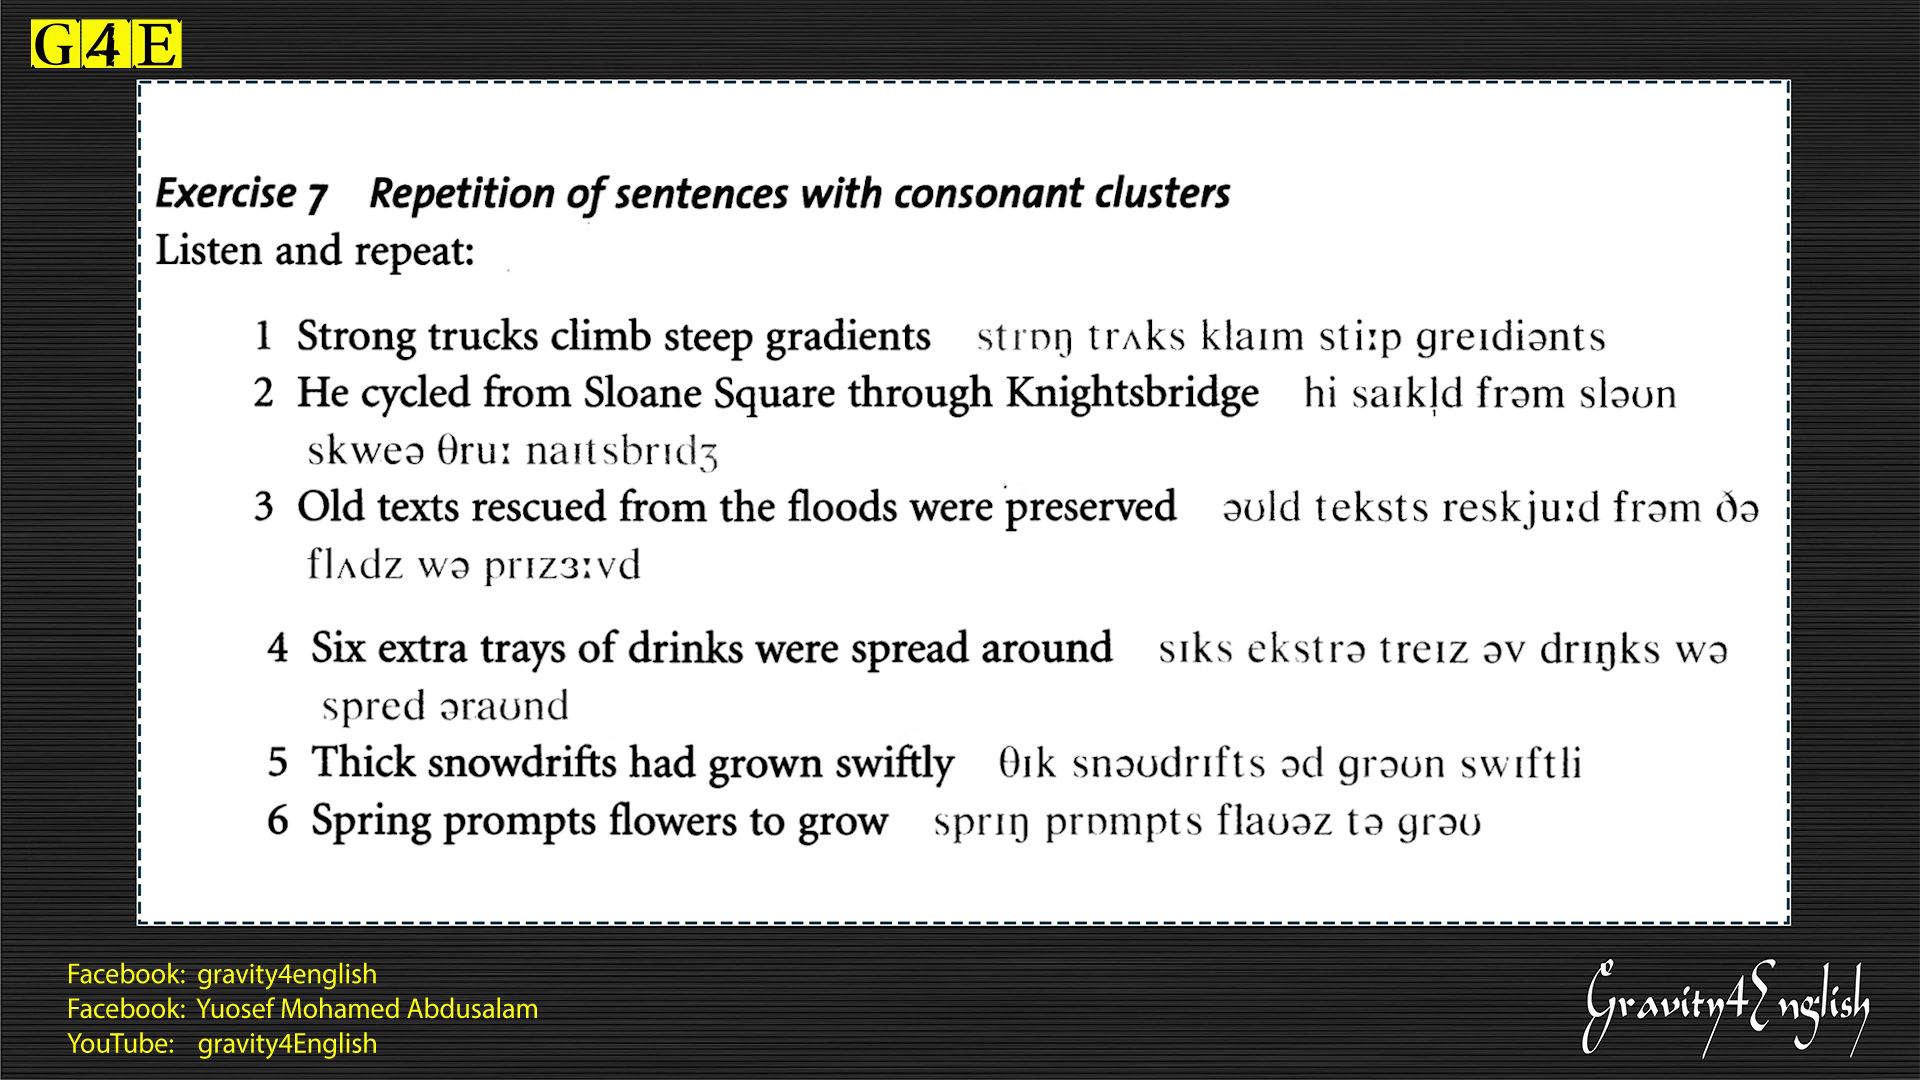 G4E
Exercise 7 Repetition of sentences with consonant clusters
Listen and repeat:
1 Strong trucks climb steep gradients strɒŋ trʌks klaɪm stiːp greɪdiənts
2 He cycled from Sloane Square through Knightsbridge hi saɪkl̩d frəm sləʊn
skweə θruː naɪtsbrɪdʒ
3 Old texts rescued from the floods were preserved əʊld teksts reskjuːd frəm ðə
flʌdz wə prɪzɜːvd
4 Six extra trays of drinks were spread around sɪks ekstrə treɪz əv drɪŋks wə
spred əraʊnd
5 Thick snowdrifts had grown swiftly θɪk snəʊdrɪfts əd grəʊn swɪftli
6 Spring prompts flowers to grow sprɪŋ prɒmpts flaʊəz tə grəʊ
Facebook: gravity4english
Facebook: Yuosef Mohamed Abdusalam
YouTube: gravity4English
Gravity4English